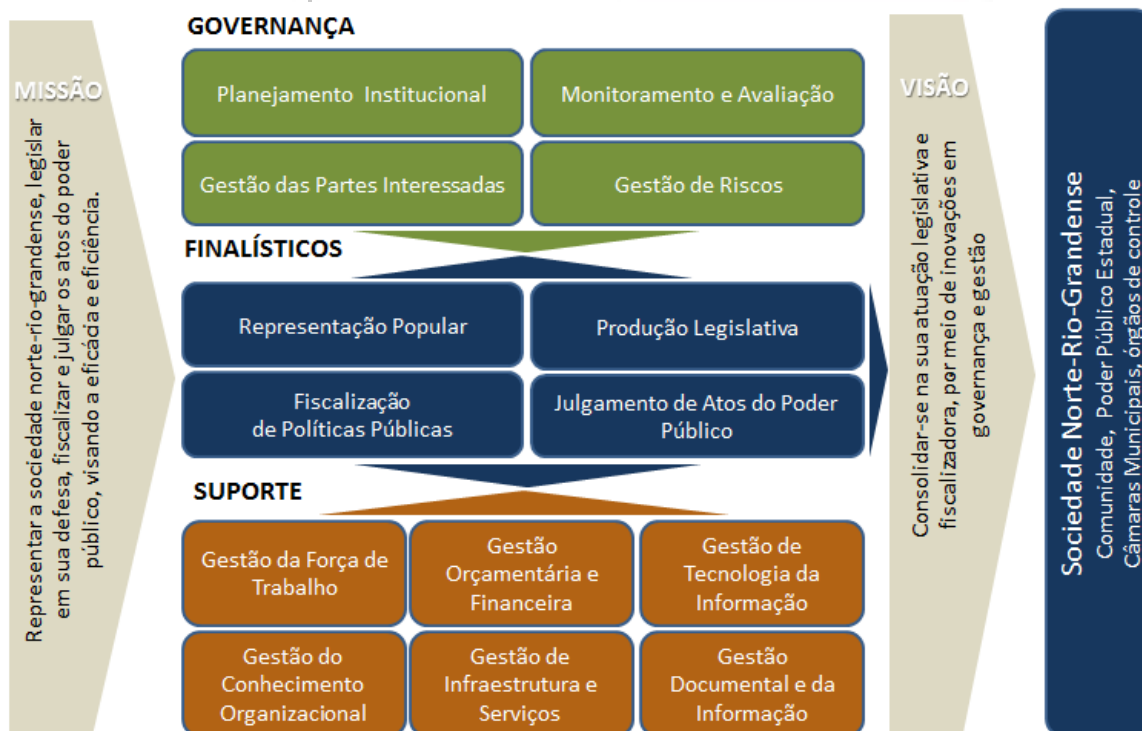 GOVERNANÇA
MISSÃO
Representar a sociedade norte-rio-grandense, legislar
em sua defesa, fiscalizar e julgar os atos do poder
público, visando a eficácia e eficiência.
Planejamento Institucional
Monitoramento e Avaliação
Gestão das Partes Interessadas
Gestão de Riscos
FINALÍSTICOS
Representação Popular
Produção Legislativa
Fiscalização
de Políticas Públicas
Julgamento de Atos do Poder
Público
SUPORTE
Gestão da Força de
Trabalho
Gestão
Orçamentária e
Financeira
Gestão de
Tecnologia da
Informação
Gestão do
Conhecimento
Organizacional
Gestão de
Infraestrutura e
Serviços
Gestão
Documental e da
Informação
VISÃO
Consolidar-se na sua atuação legislativa e
fiscalizadora, por meio de inovações em
governança e gestão
Sociedade Norte-Rio-Grandense
Comunidade, Poder Público Estadual,
Câmaras Municipais, órgãos de controle